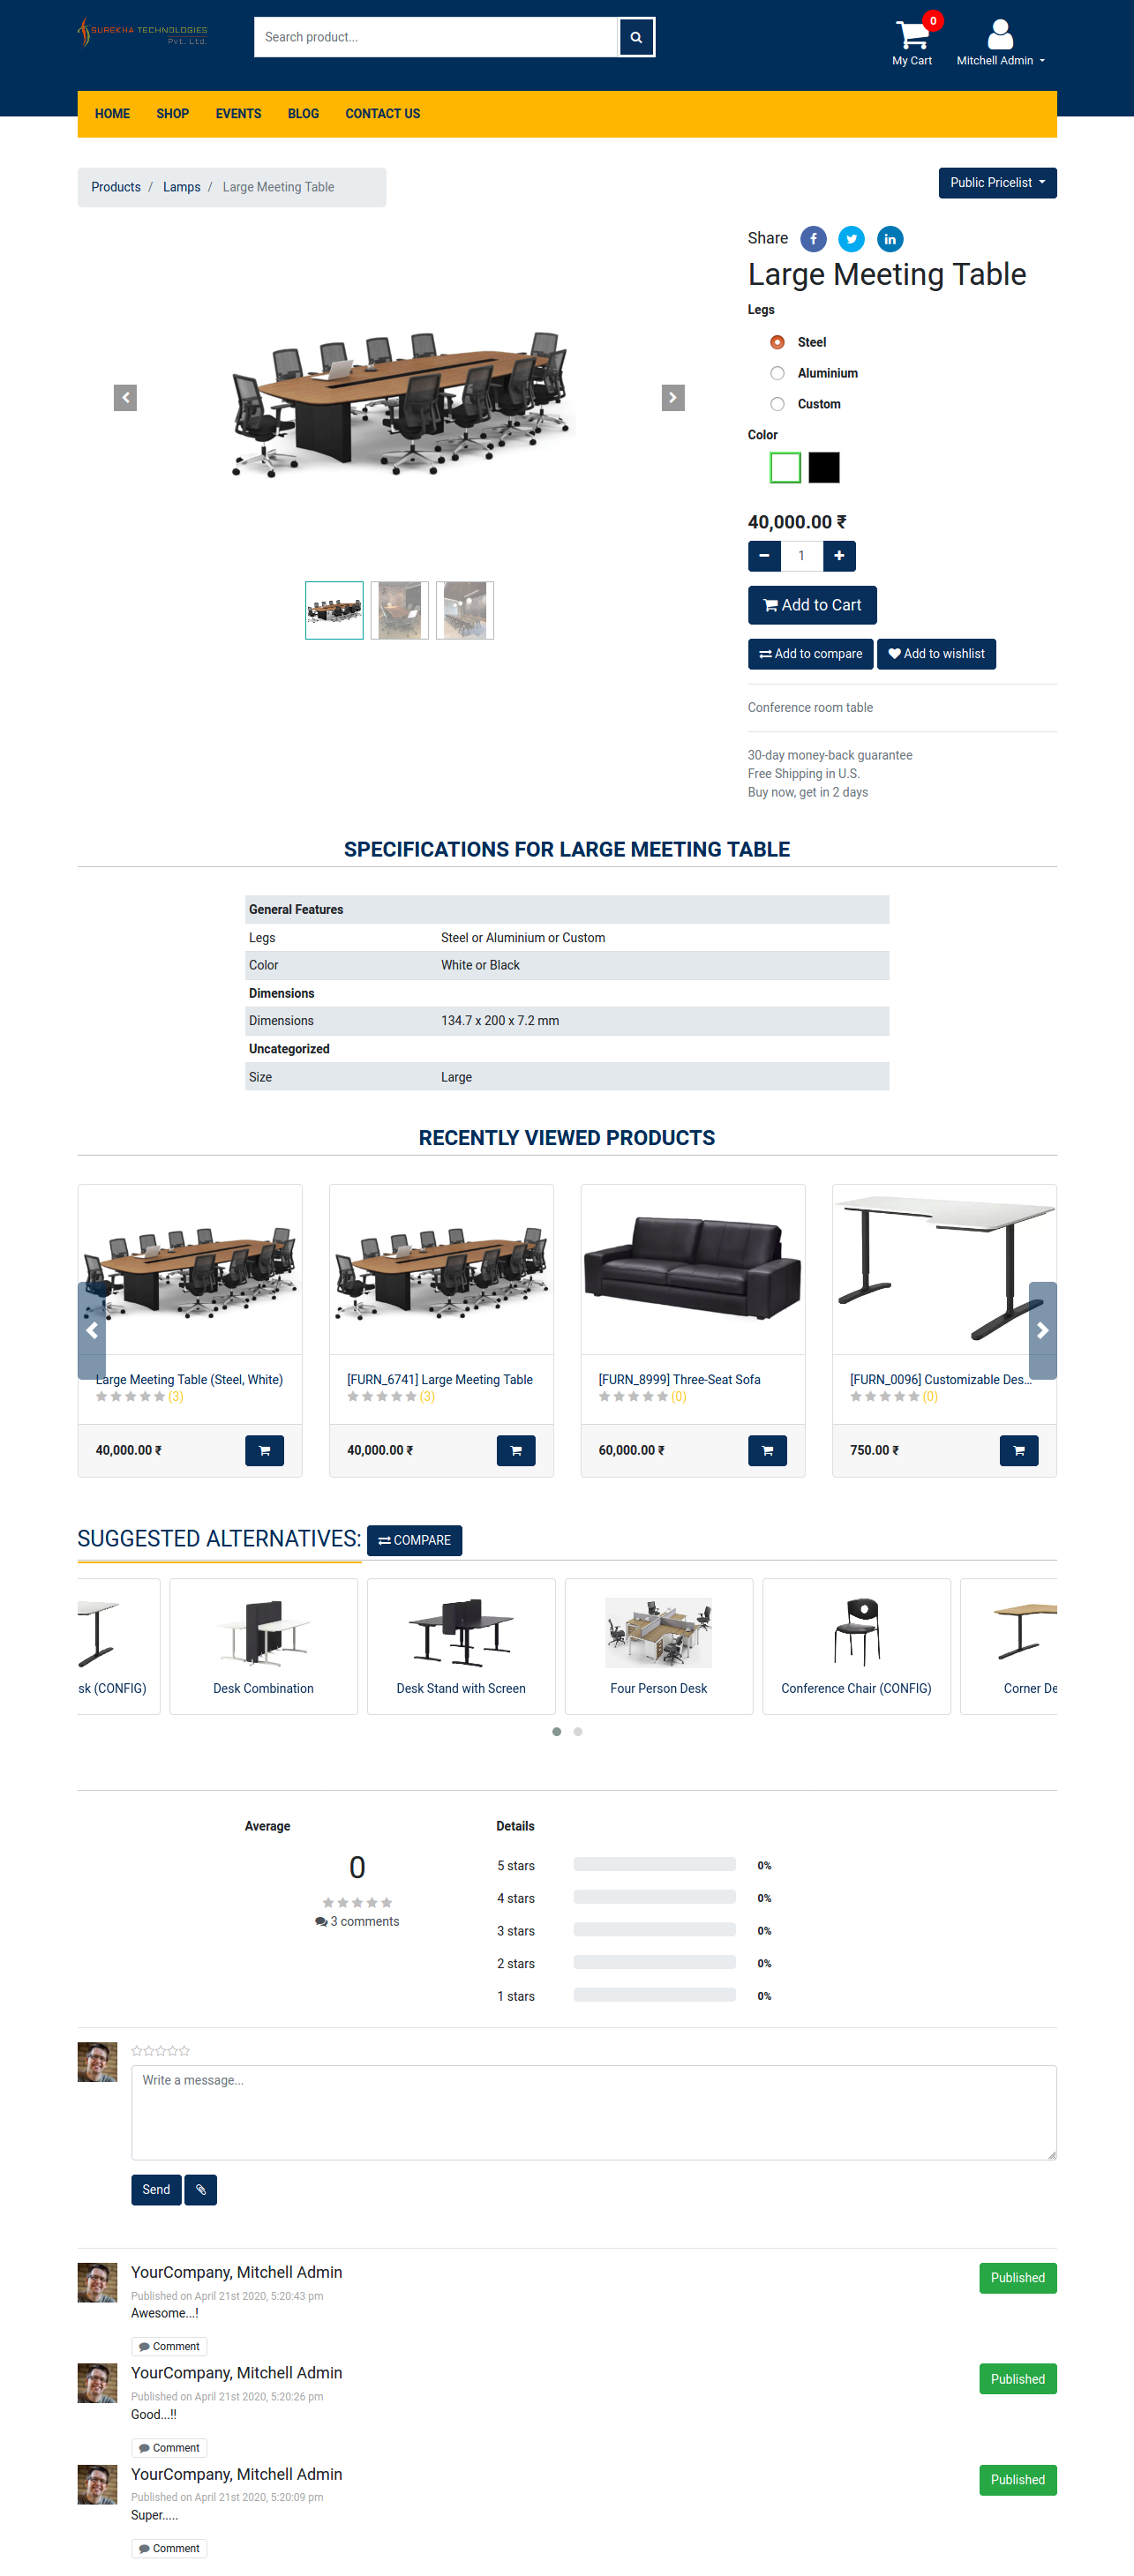 SUREKHA TECHNOLOGIES
Pvt. Ltd.
Search product...
0
My Cart
Mitchell Admin
HOME SHOP EVENTS BLOG CONTACT US
Products / Lamps / Large Meeting Table
Public Pricelist
Share
Large Meeting Table
Legs
Steel
Aluminium
Custom
Color
40,000.00 ₹
1
Add to Cart
Add to compare Add to wishlist
Conference room table
30-day money-back guarantee
Free Shipping in U.S.
Buy now, get in 2 days
SPECIFICATIONS FOR LARGE MEETING TABLE
General Features
Legs Steel or Aluminium or Custom
Color White or Black
Dimensions
Dimensions 134.7 x 200 x 7.2 mm
Uncategorized
Size Large
RECENTLY VIEWED PRODUCTS
Large Meeting Table (Steel, White) [FURN_6741] Large Meeting Table [FURN_8999] Three-Seat Sofa [FURN_0096] Customizable Des...
(3) (3) (0) (0)
40,000.00 ₹ 40,000.00 ₹ 60,000.00 ₹ 750.00 ₹
SUGGESTED ALTERNATIVES: COMPARE
sk (CONFIG) Desk Combination Desk Stand with Screen Four Person Desk Conference Chair (CONFIG) Corner De
Average Details
0
3 comments
5 stars 0%
4 stars 0%
3 stars 0%
2 stars 0%
1 stars 0%
Write a message...
Send
YourCompany, Mitchell Admin Published
Published on April 21st 2020, 5:20:43 pm
Awesome...!
Comment
YourCompany, Mitchell Admin Published
Published on April 21st 2020, 5:20:26 pm
Good...!!
Comment
YourCompany, Mitchell Admin Published
Published on April 21st 2020, 5:20:09 pm
Super.....
Comment